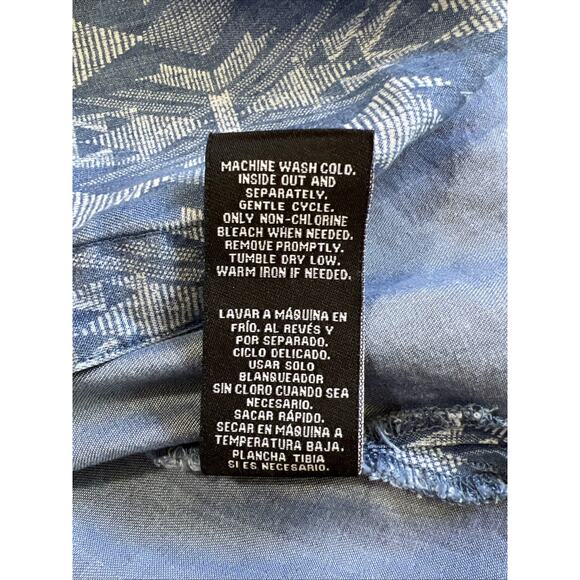 MACHINE WASH COLD.
INSIDE OUT AND
SEPARATELY.
GENTLE CYCLE.
ONLY NON-CHLORINE
BLEACH WHEN NEEDED.
REMOVE PROMPTLY.
TUMBLE DRY LOW.
WARM IRON IF NEEDED.
LAVAR A MÁQUINA EN
FRÍO. AL REVÉS Y
POR SEPARADO.
CICLO DELICADO.
USAR SOLO
BLANQUEADOR
SIN CLORO CUANDO SEA
NECESARIO.
SACAR RÁPIDO.
SECAR EN MÁQUINA A
TEMPERATURA BAJA.
PLANCHA TIBIA
SI ES NECESARIO.